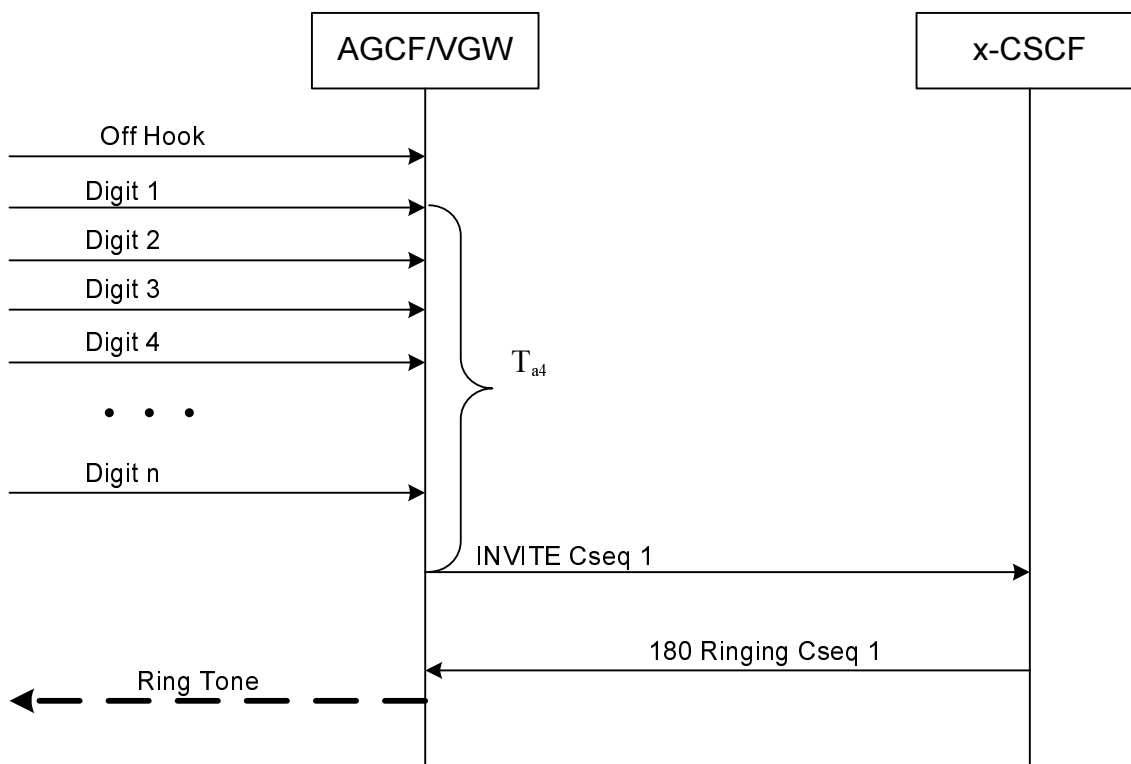 AGCF/VGW
x-CSCF
Off Hook
Digit 1
Digit 2
Digit 3
Digit 4
. . .
Digit n
Ta4
INVITE Cseq 1
180 Ringing Cseq 1
Ring Tone